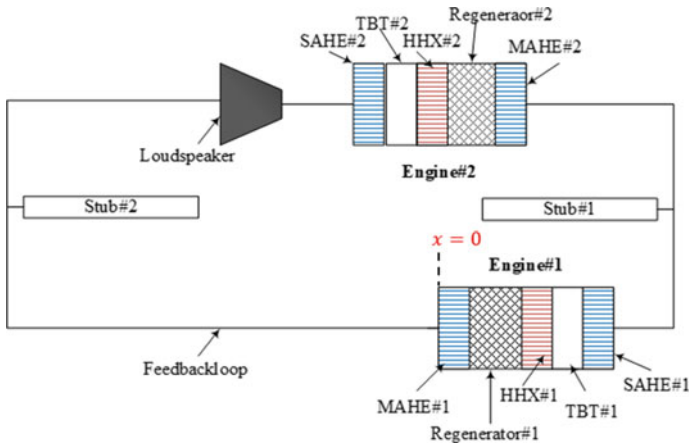 Regeneraor#2
TBT#2
SAHE#2
HHX#2
MAHE#2
Loudspeaker
Engine#2
Stub#2
Stub#1
x = 0
Engine#1
Feedbackloop
MAHE#1
HHX#1
SAHE#1
TBT#1
Regenerator#1